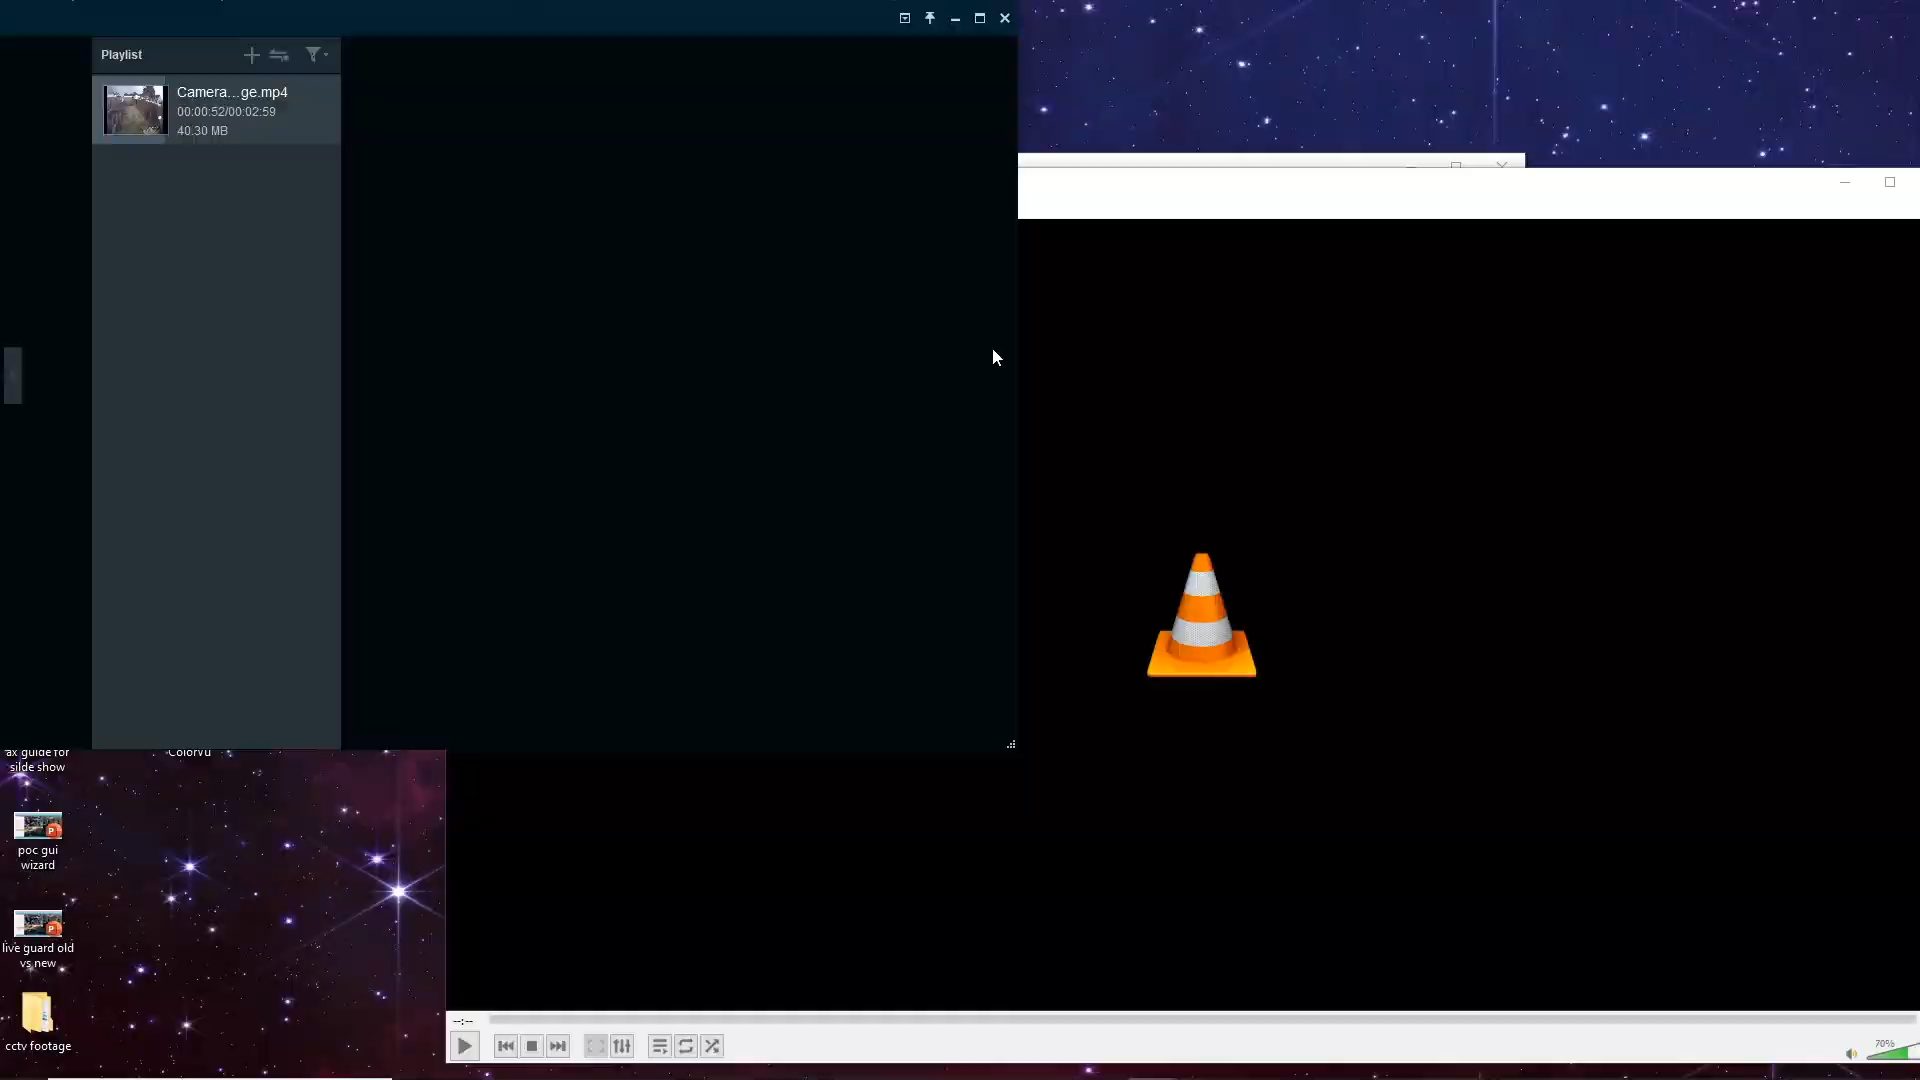 Playlist
Camera...ge.mp4
00:00:52/00:02:59
40.30 MB
ax guide for
silde show
ColorVu
poc gui
wizard
live guard old
vs new
cctv footage
--:--
70%